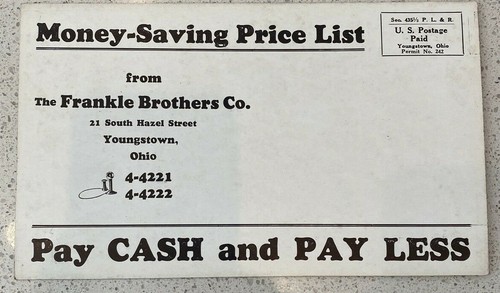 Money-Saving Price List
Sec. 435½ P. L. & R.
U. S. Postage
Paid
Youngstown, Ohio
Permit No. 242
from
The Frankle Brothers Co.
21 South Hazel Street
Youngstown,
Ohio
4-4221
4-4222
Pay CASH and PAY LESS